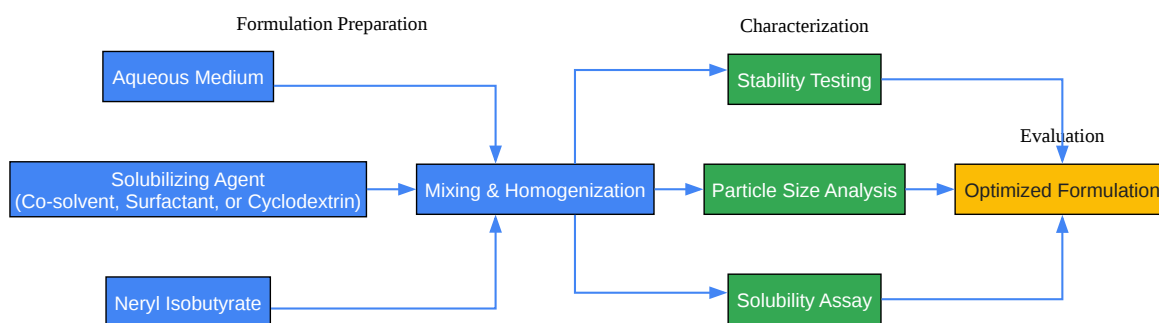 Formulation Preparation
Characterization
Aqueous Medium
Stability Testing
Evaluation
Solubilizing Agent
(Co-solvent, Surfactant, or Cyclodextrin)
Mixing & Homogenization
Particle Size Analysis
Optimized Formulation
Neryl Isobutyrate
Solubility Assay